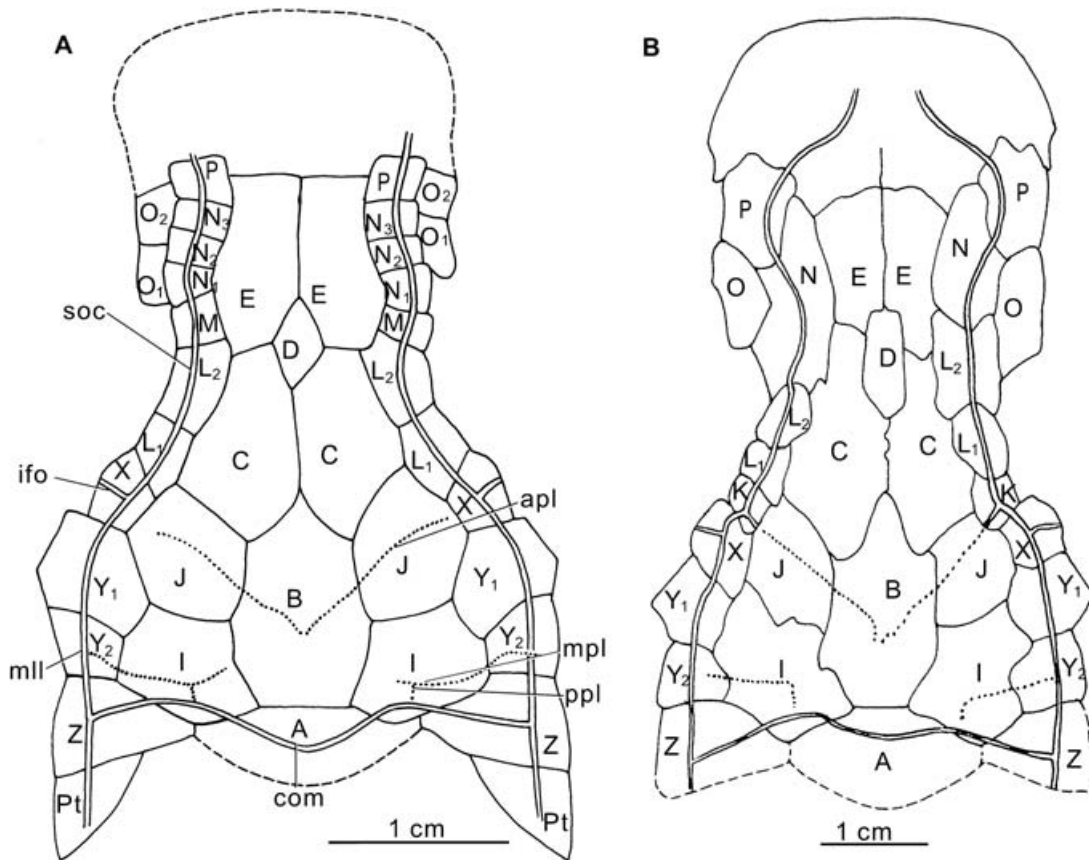 A
B
P
P
O₂
N₃
N₃
O₂
N₂
N₂
O₁
O₁
N₁
N₁
E
E
M
M
soc
D
L₂
L₂
C
C
L₁
L₁
X
X
ifo
apl
J
J
B
Y₁
Y₁
Y₂
Y₂
I
I
mll
mpl
ppl
A
Z
Z
com
Pt
Pt
1 cm
P
P
N
N
O
O
E
E
D
L₂
L₂
C
C
L₁
L₁
K
K
X
X
J
J
B
Y₁
Y₁
Y₂
Y₂
I
I
Z
Z
A
1 cm